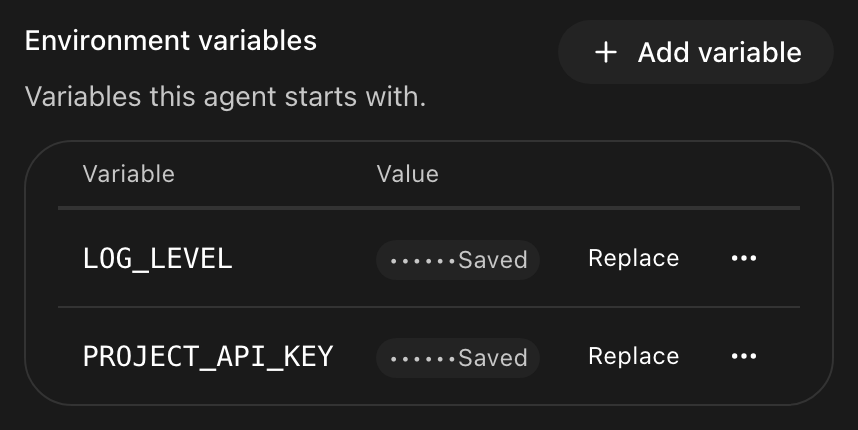 Environment variables
+ Add variable
Variables this agent starts with.
Variable Value
LOG_LEVEL ••••••Saved Replace •••
PROJECT_API_KEY ••••••Saved Replace •••